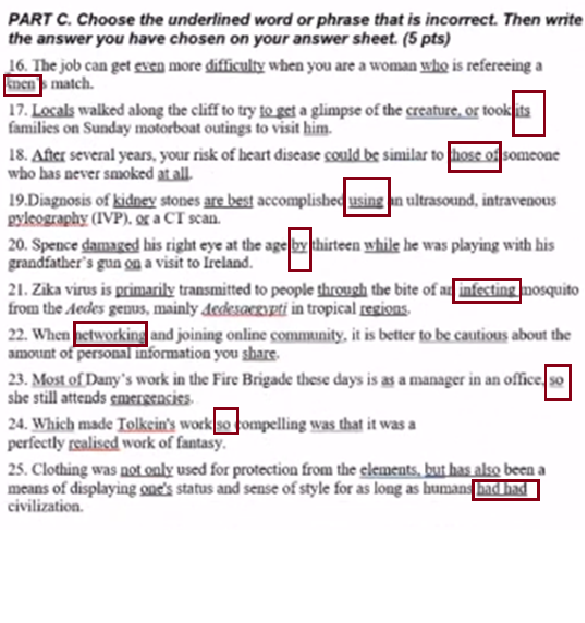 PART C. Choose the underlined word or phrase that is incorrect. Then write
the answer you have chosen on your answer sheet. (5 pts)
16. The job can get even more difficulty when you are a woman who is refereeing a
men's match.
17. Locals walked along the cliff to try to get a glimpse of the creature, or took its
families on Sunday motorboat outings to visit him.
18. After several years, your risk of heart disease could be similar to those of someone
who has never smoked at all.
19.Diagnosis of kidney stones are best accomplished using an ultrasound, intravenous
pyleography (IVP), or a CT scan.
20. Spence damaged his right eye at the age by thirteen while he was playing with his
grandfather's gun on a visit to Ireland.
21. Zika virus is primarily transmitted to people through the bite of an infecting mosquito
from the Aedes genus, mainly Aedesaegypti in tropical regions.
22. When networking and joining online community, it is better to be cautious about the
amount of personal information you share.
23. Most of Dany's work in the Fire Brigade these days is as a manager in an office, so
she still attends emergencies.
24. Which made Tolkein's work so compelling was that it was a
perfectly realised work of fantasy.
25. Clothing was not only used for protection from the elements, but has also been a
means of displaying one's status and sense of style for as long as humans had had
civilization.